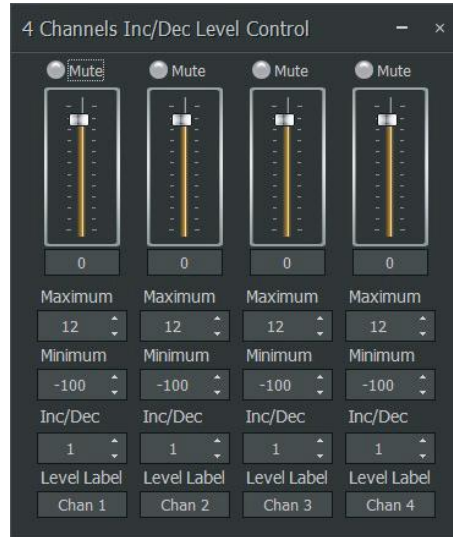 4 Channels Inc/Dec Level Control
Mute Mute Mute Mute
0 0 0 0
Maximum Maximum Maximum Maximum
12 12 12 12
Minimum Minimum Minimum Minimum
-100 -100 -100 -100
Inc/Dec Inc/Dec Inc/Dec Inc/Dec
1 1 1 1
Level Label Level Label Level Label Level Label
Chan 1 Chan 2 Chan 3 Chan 4